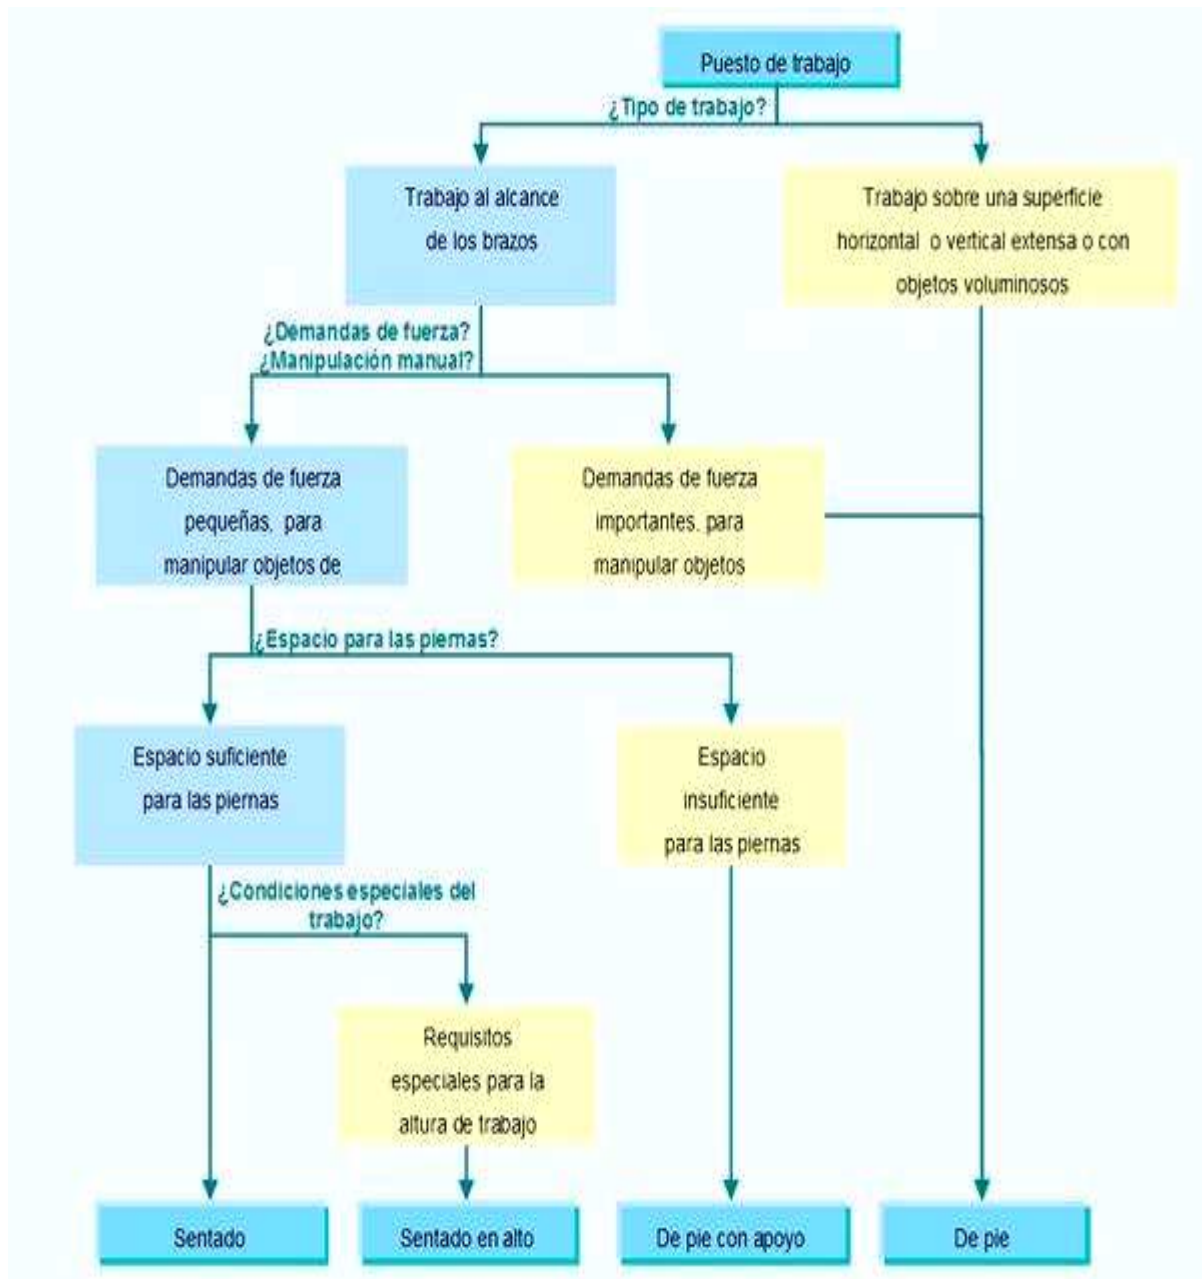 Puesto de trabajo
¿Tipo de trabajo?
Trabajo al alcance
de los brazos
Trabajo sobre una superficie
horizontal o vertical extensa o con
objetos voluminosos
¿Demandas de fuerza?
¿Manipulación manual?
Demandas de fuerza
pequeñas, para
manipular objetos de
Demandas de fuerza
importantes, para
manipular objetos
¿Espacio para las piernas?
Espacio suficiente
para las piernas
Espacio
insuficiente
para las piernas
¿Condiciones especiales del
trabajo?
Requisitos
especiales para la
altura de trabajo
Sentado
Sentado en alto
De pie con apoyo
De pie